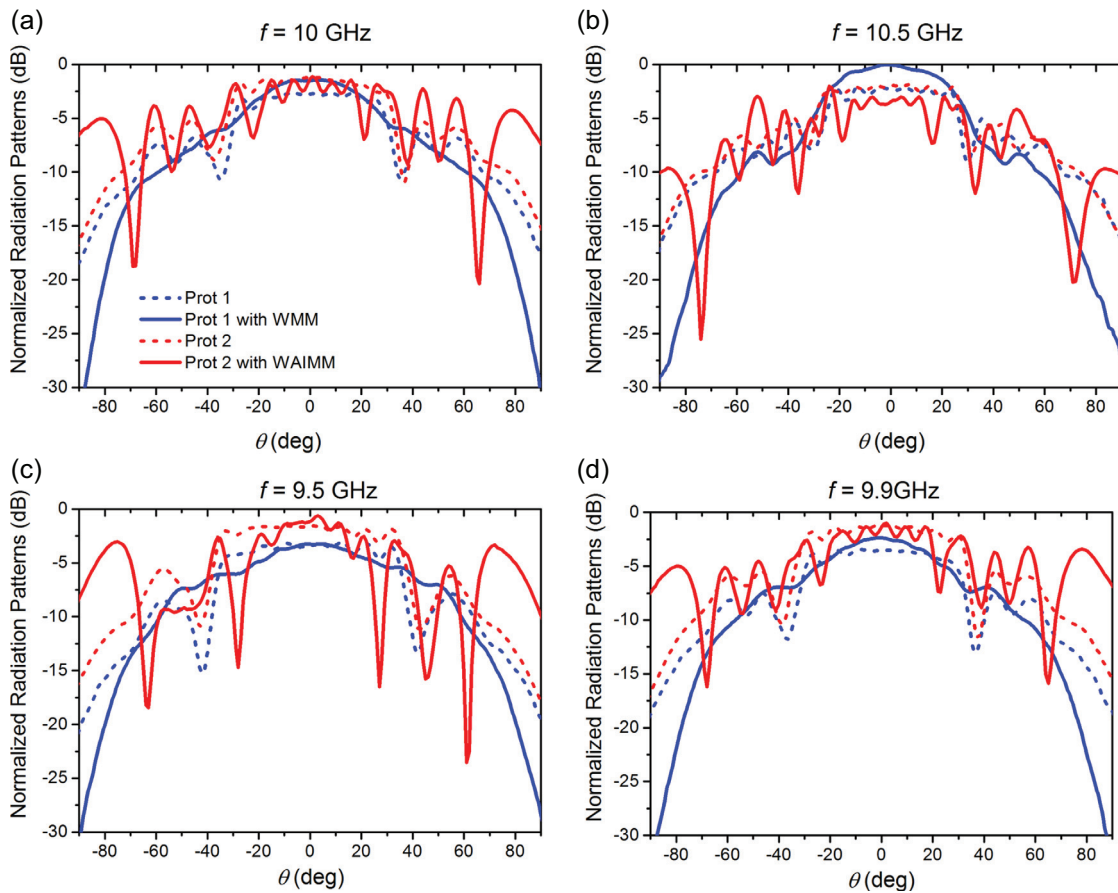 (a)
f = 10 GHz
Normalized Radiation Patterns (dB)
0
-5
-10
-15
-20
-25
-30
Prot 1
Prot 1 with WMM
Prot 2
Prot 2 with WAIMM
-80 -60 -40 -20 0 20 40 60 80
θ (deg)
(b)
f = 10.5 GHz
Normalized Radiation Patterns (dB)
0
-5
-10
-15
-20
-25
-30
-80 -60 -40 -20 0 20 40 60 80
θ (deg)
(c)
f = 9.5 GHz
Normalized Radiation Patterns (dB)
0
-5
-10
-15
-20
-25
-30
-80 -60 -40 -20 0 20 40 60 80
θ (deg)
(d)
f = 9.9GHz
Normalized Radiation Patterns (dB)
0
-5
-10
-15
-20
-25
-30
-80 -60 -40 -20 0 20 40 60 80
θ (deg)